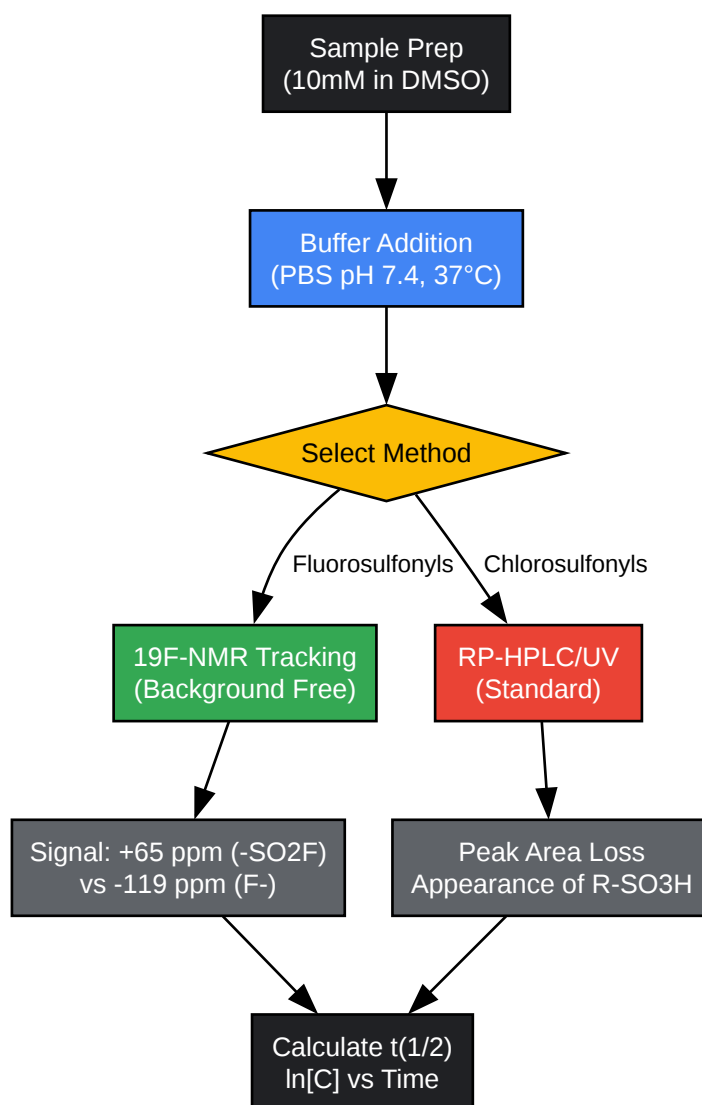 Sample Prep
(10mM in DMSO)
Buffer Addition
(PBS pH 7.4, 37°C)
Select Method
Fluorosulfonyls
Chlorosulfonyls
19F-NMR Tracking
(Background Free)
RP-HPLC/UV
(Standard)
Signal: +65 ppm (-SO2F)
vs -119 ppm (F-)
Peak Area Loss
Appearance of R-SO3H
Calculate t(1/2)
ln[C] vs Time